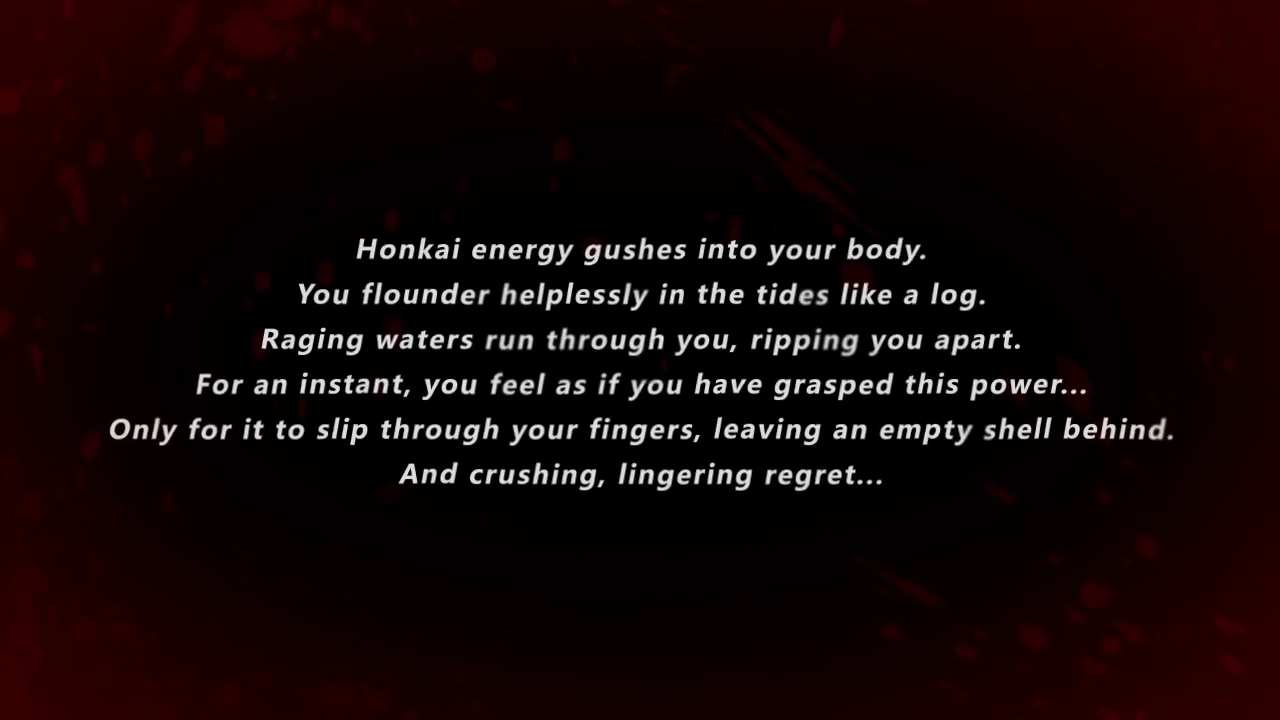 Honkai energy gushes into your body.
You flounder helplessly in the tides like a log.
Raging waters run through you, ripping you apart.
For an instant, you feel as if you have grasped this power...
Only for it to slip through your fingers, leaving an empty shell behind.
And crushing, lingering regret...